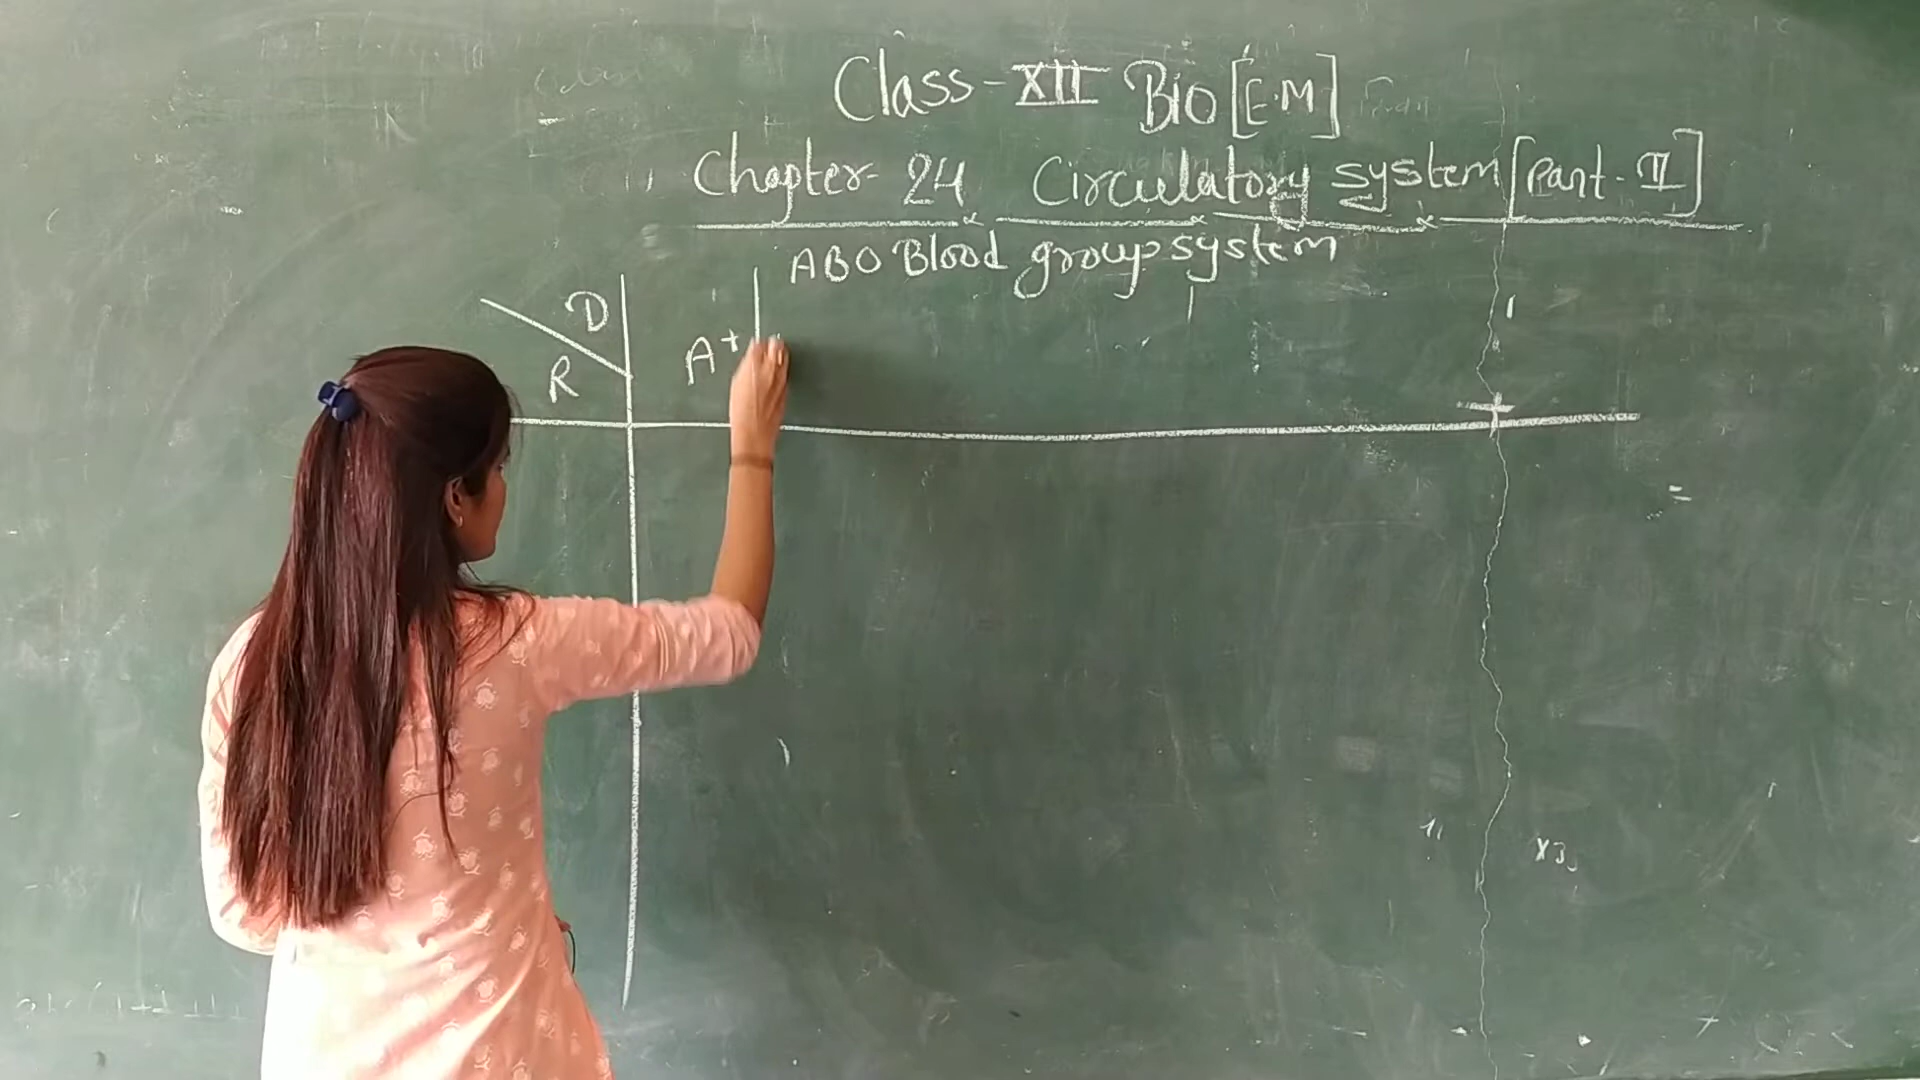 Class-XII Bio [E.M]
Chapter-24 Circulatory system [Part-II]
ABO Blood group system
D
R
A+